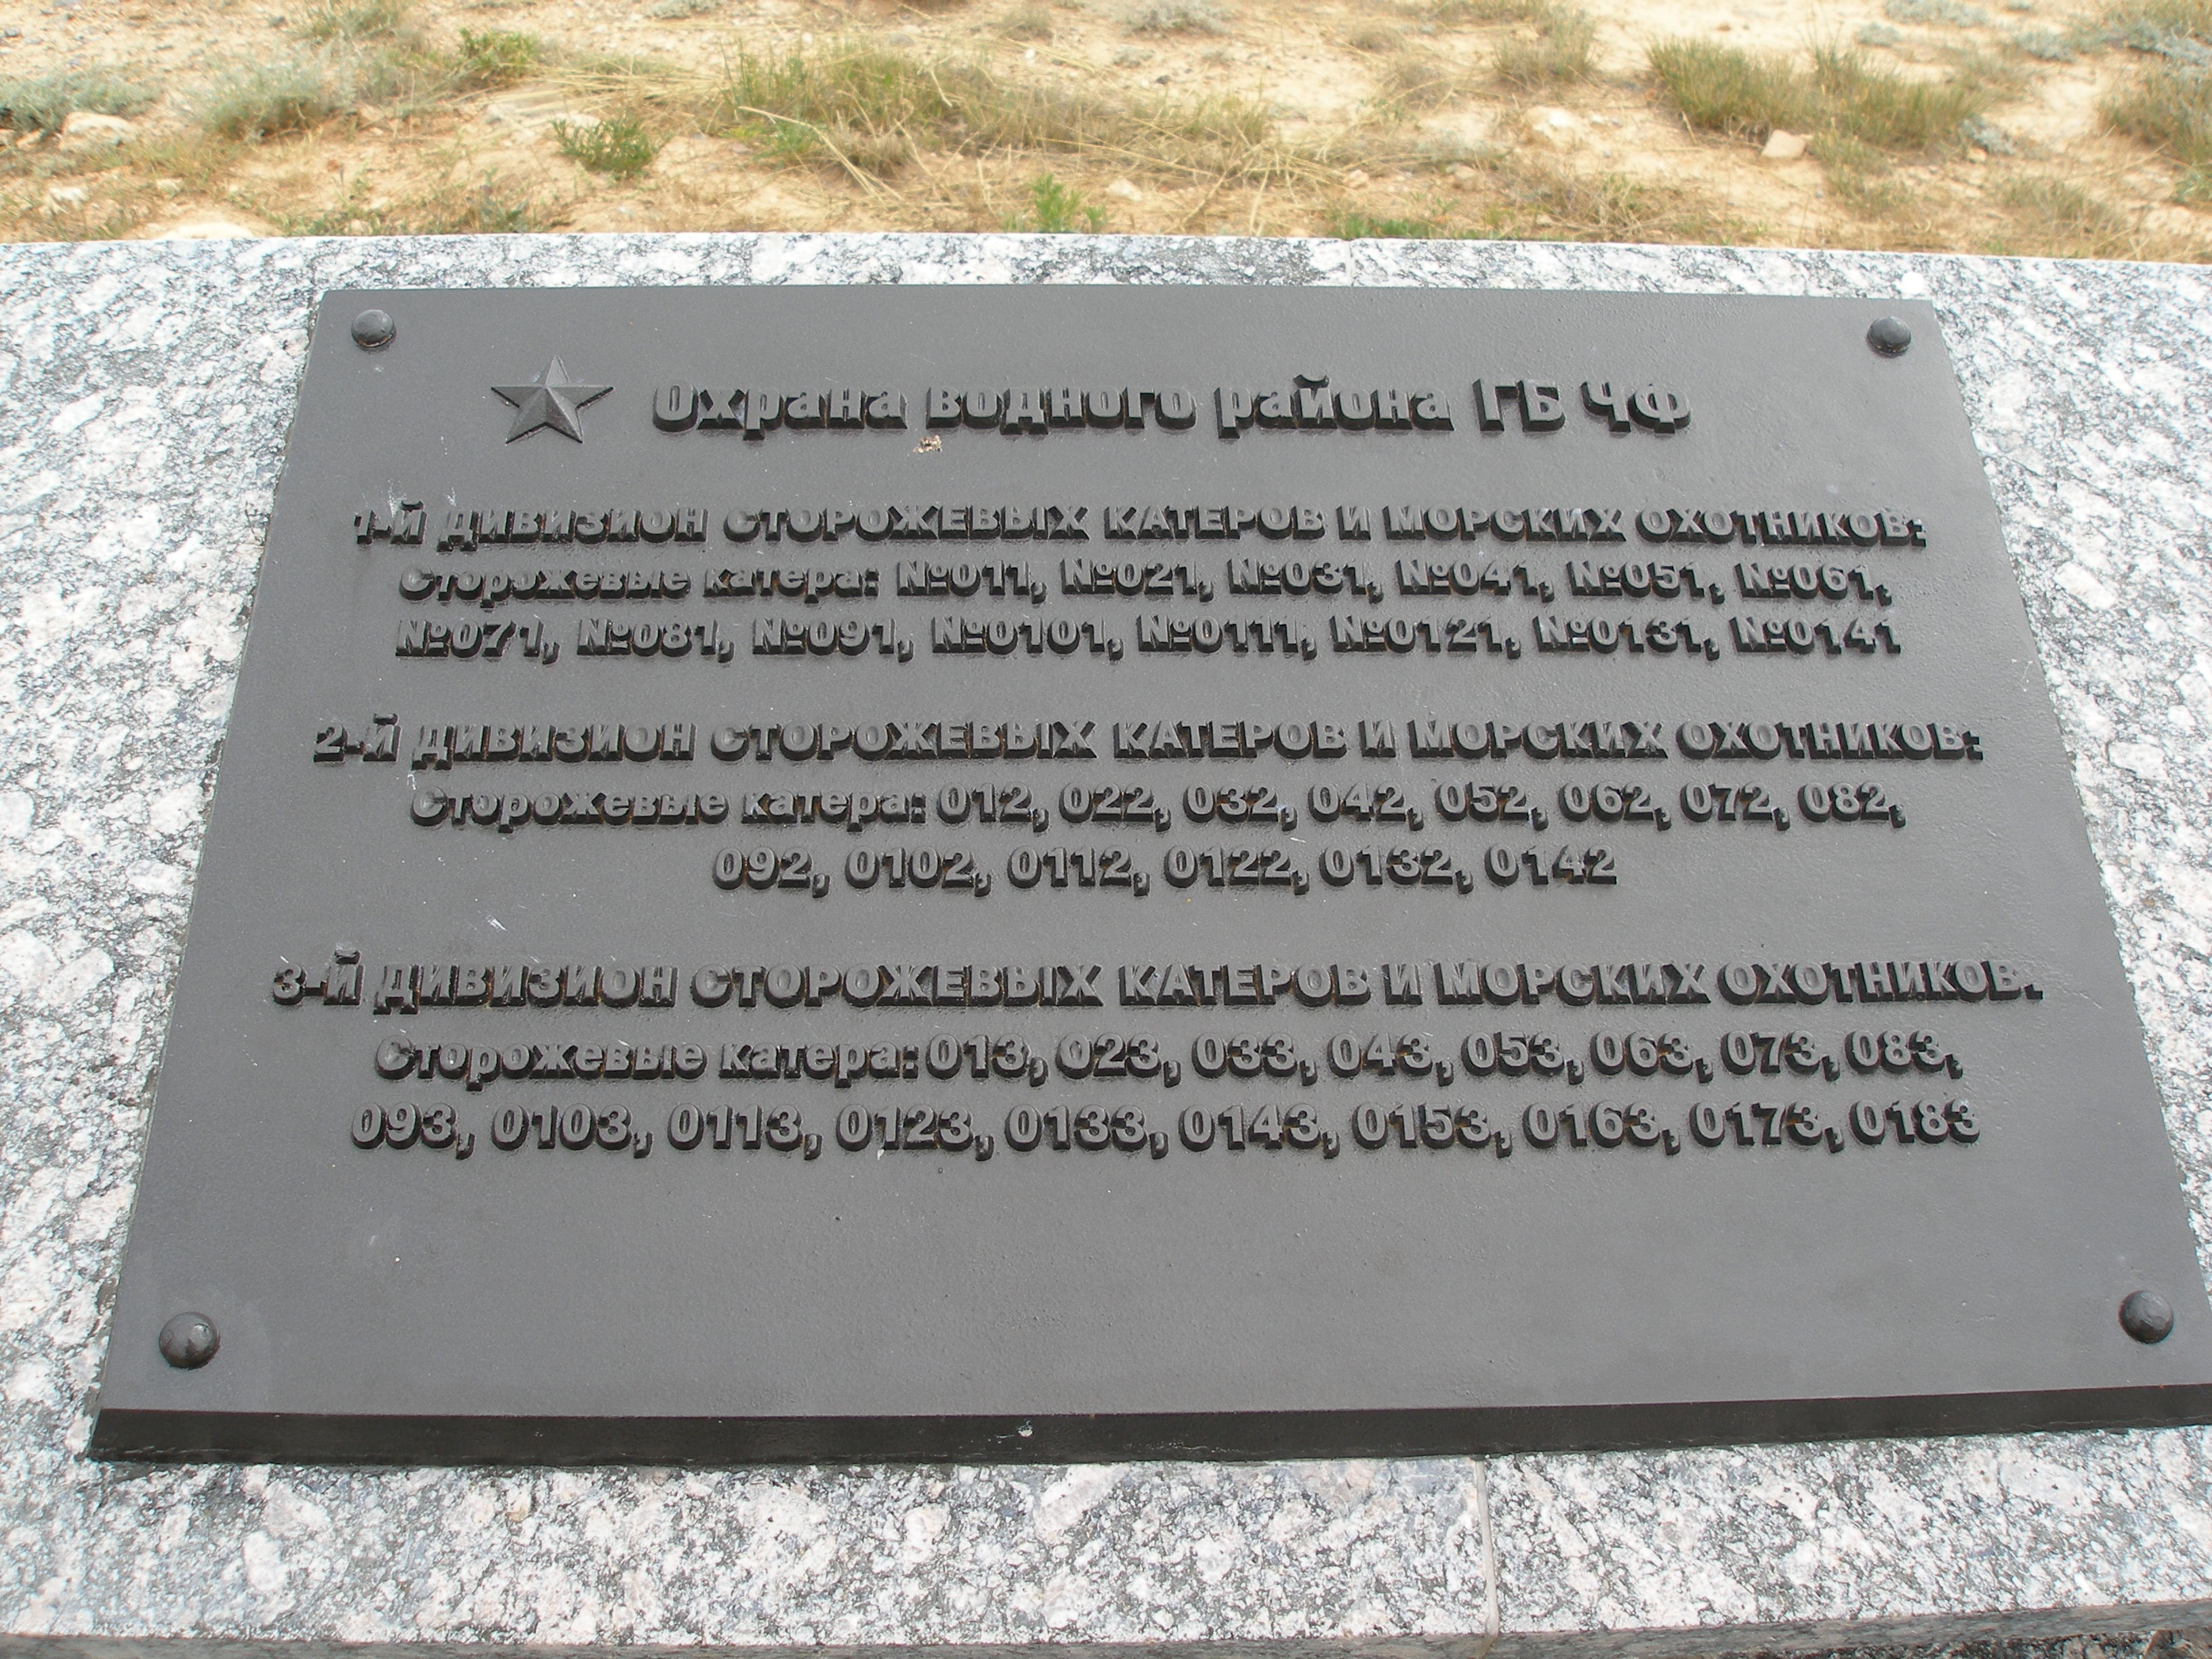 Охрана водного района ГБ ЧФ
1-й ДИВИЗИОН СТОРОЖЕВЫХ КАТЕРОВ И МОРСКИХ ОХОТНИКОВ:
Сторожевые катера: №011, №021, №031, №041, №051, №061,
№071, №081, №091, №0101, №0111, №0121, №0131, №0141
2-й ДИВИЗИОН СТОРОЖЕВЫХ КАТЕРОВ И МОРСКИХ ОХОТНИКОВ:
Сторожевые катера: 012, 022, 032, 042, 052, 062, 072, 082,
092, 0102, 0112, 0122, 0132, 0142
3-й ДИВИЗИОН СТОРОЖЕВЫХ КАТЕРОВ И МОРСКИХ ОХОТНИКОВ:
Сторожевые катера: 013, 023, 033, 043, 053, 063, 073, 083,
093, 0103, 0113, 0123, 0133, 0143, 0153, 0163, 0173, 0183